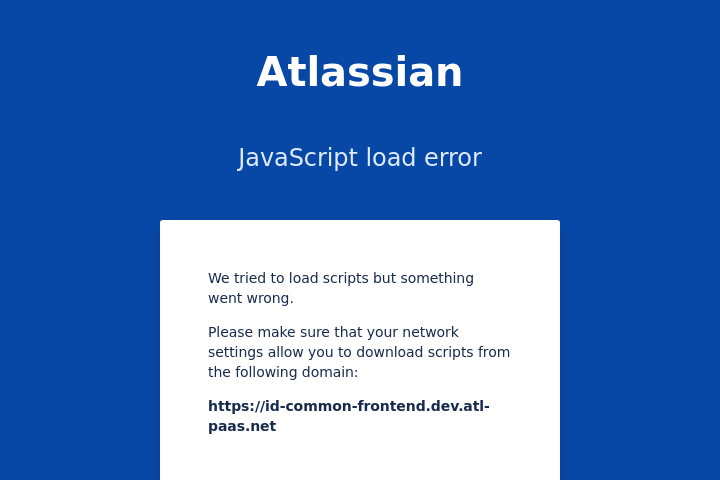 Atlassian
JavaScript load error
We tried to load scripts but something
went wrong.
Please make sure that your network
settings allow you to download scripts from
the following domain:
https://id-common-frontend.dev.atl-
paas.net